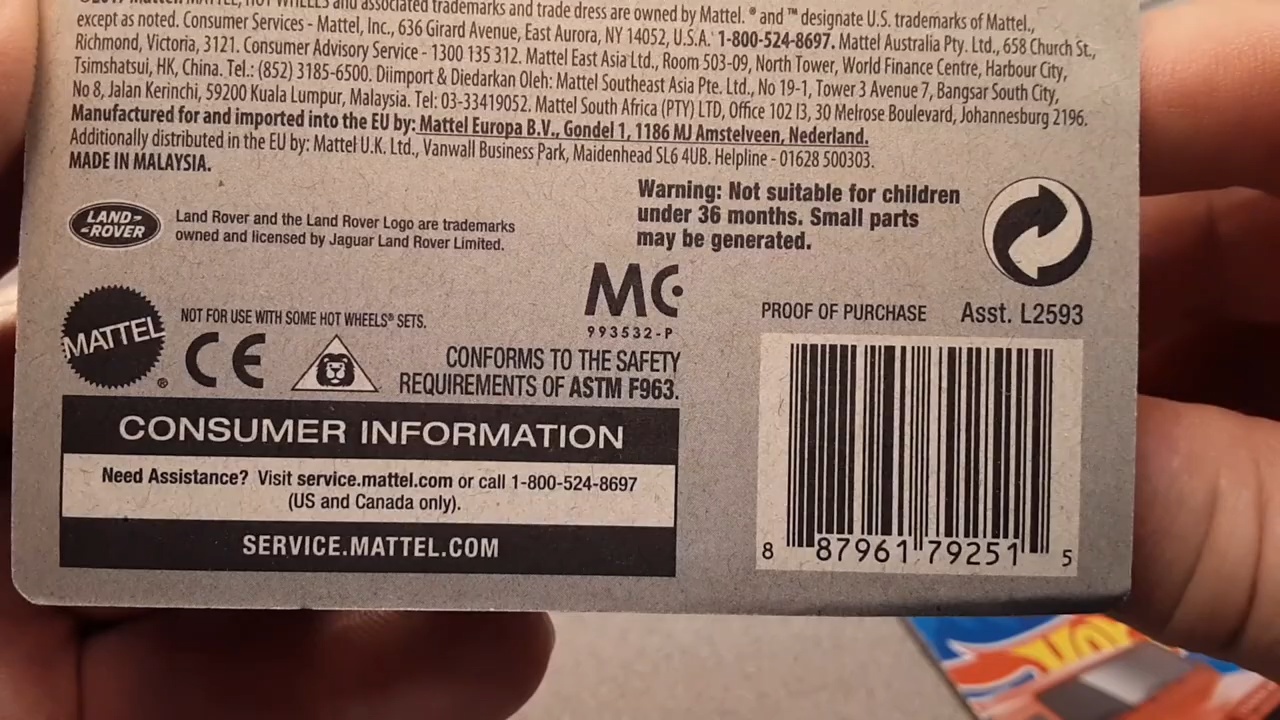 ©2017 Mattel. MATTEL, HOT WHEELS and associated trademarks and trade dress are owned by Mattel. ® and ™ designate U.S. trademarks of Mattel.,
except as noted. Consumer Services - Mattel, Inc., 636 Girard Avenue, East Aurora, NY 14052, U.S.A. 1-800-524-8697. Mattel Australia Pty. Ltd., 658 Church St.,
Richmond, Victoria, 3121. Consumer Advisory Service - 1300 135 312. Mattel East Asia Ltd., Room 503-09, North Tower, World Finance Centre, Harbour City,
Tsimshatsui, HK, China. Tel.: (852) 3185-6500. Diimport & Diedarkan Oleh: Mattel Southeast Asia Pte. Ltd., No 19-1, Tower 3 Avenue 7, Bangsar South City,
No 8, Jalan Kerinchi, 59200 Kuala Lumpur, Malaysia. Tel: 03-33419052. Mattel South Africa (PTY) LTD, Office 102 I3, 30 Melrose Boulevard, Johannesburg 2196.
Manufactured for and imported into the EU by: Mattel Europa B.V., Gondel 1, 1186 MJ Amstelveen, Nederland.
Additionally distributed in the EU by: Mattel U.K. Ltd., Vanwall Business Park, Maidenhead SL6 4UB. Helpline - 01628 500303.
MADE IN MALAYSIA.
LAND-
-ROVER
Land Rover and the Land Rover Logo are trademarks
owned and licensed by Jaguar Land Rover Limited.
Warning: Not suitable for children
under 36 months. Small parts
may be generated.
MC
993532-P
PROOF OF PURCHASE Asst. L2593
MATTEL®
NOT FOR USE WITH SOME HOT WHEELS® SETS.
CE
CONFORMS TO THE SAFETY
REQUIREMENTS OF ASTM F963.
CONSUMER INFORMATION
Need Assistance? Visit service.mattel.com or call 1-800-524-8697
(US and Canada only).
SERVICE.MATTEL.COM
8 87961 79251 5
HOT